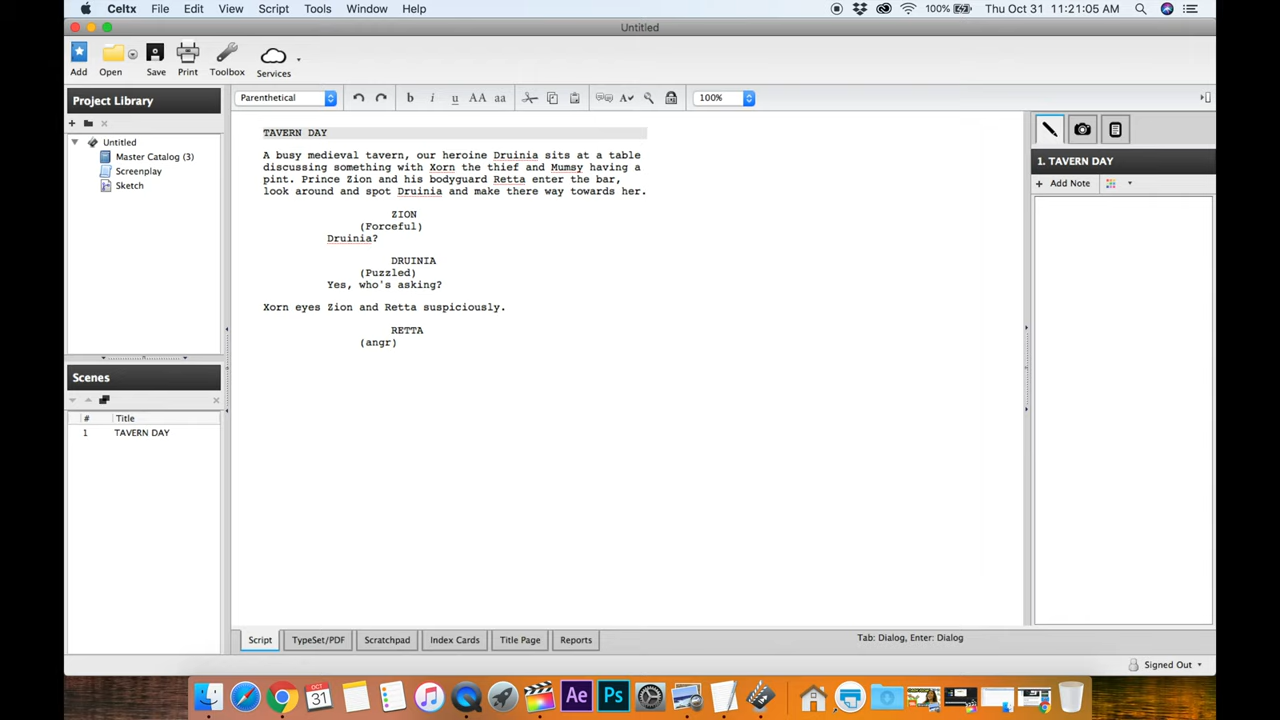 Celtx File Edit View Script Tools Window Help 100% Thu Oct 31 11:21:05 AM
Untitled
Add Open Save Print Toolbox Services
Project Library
Parenthetical b i u AA aa 100%
Untitled
Master Catalog (3)
Screenplay
Sketch
Scenes
# Title
1 TAVERN DAY
TAVERN DAY
A busy medieval tavern, our heroine Druinia sits at a table
discussing something with Xorn the thief and Mumsy having a
pint. Prince Zion and his bodyguard Retta enter the bar,
look around and spot Druinia and make there way towards her.
ZION
(Forceful)
Druinia?
DRUINIA
(Puzzled)
Yes, who's asking?
Xorn eyes Zion and Retta suspiciously.
RETTA
(angr)
1. TAVERN DAY
+ Add Note
Script TypeSet/PDF Scratchpad Index Cards Title Page Reports Tab: Dialog, Enter: Dialog
Signed Out
OCT
31
Ae Ps